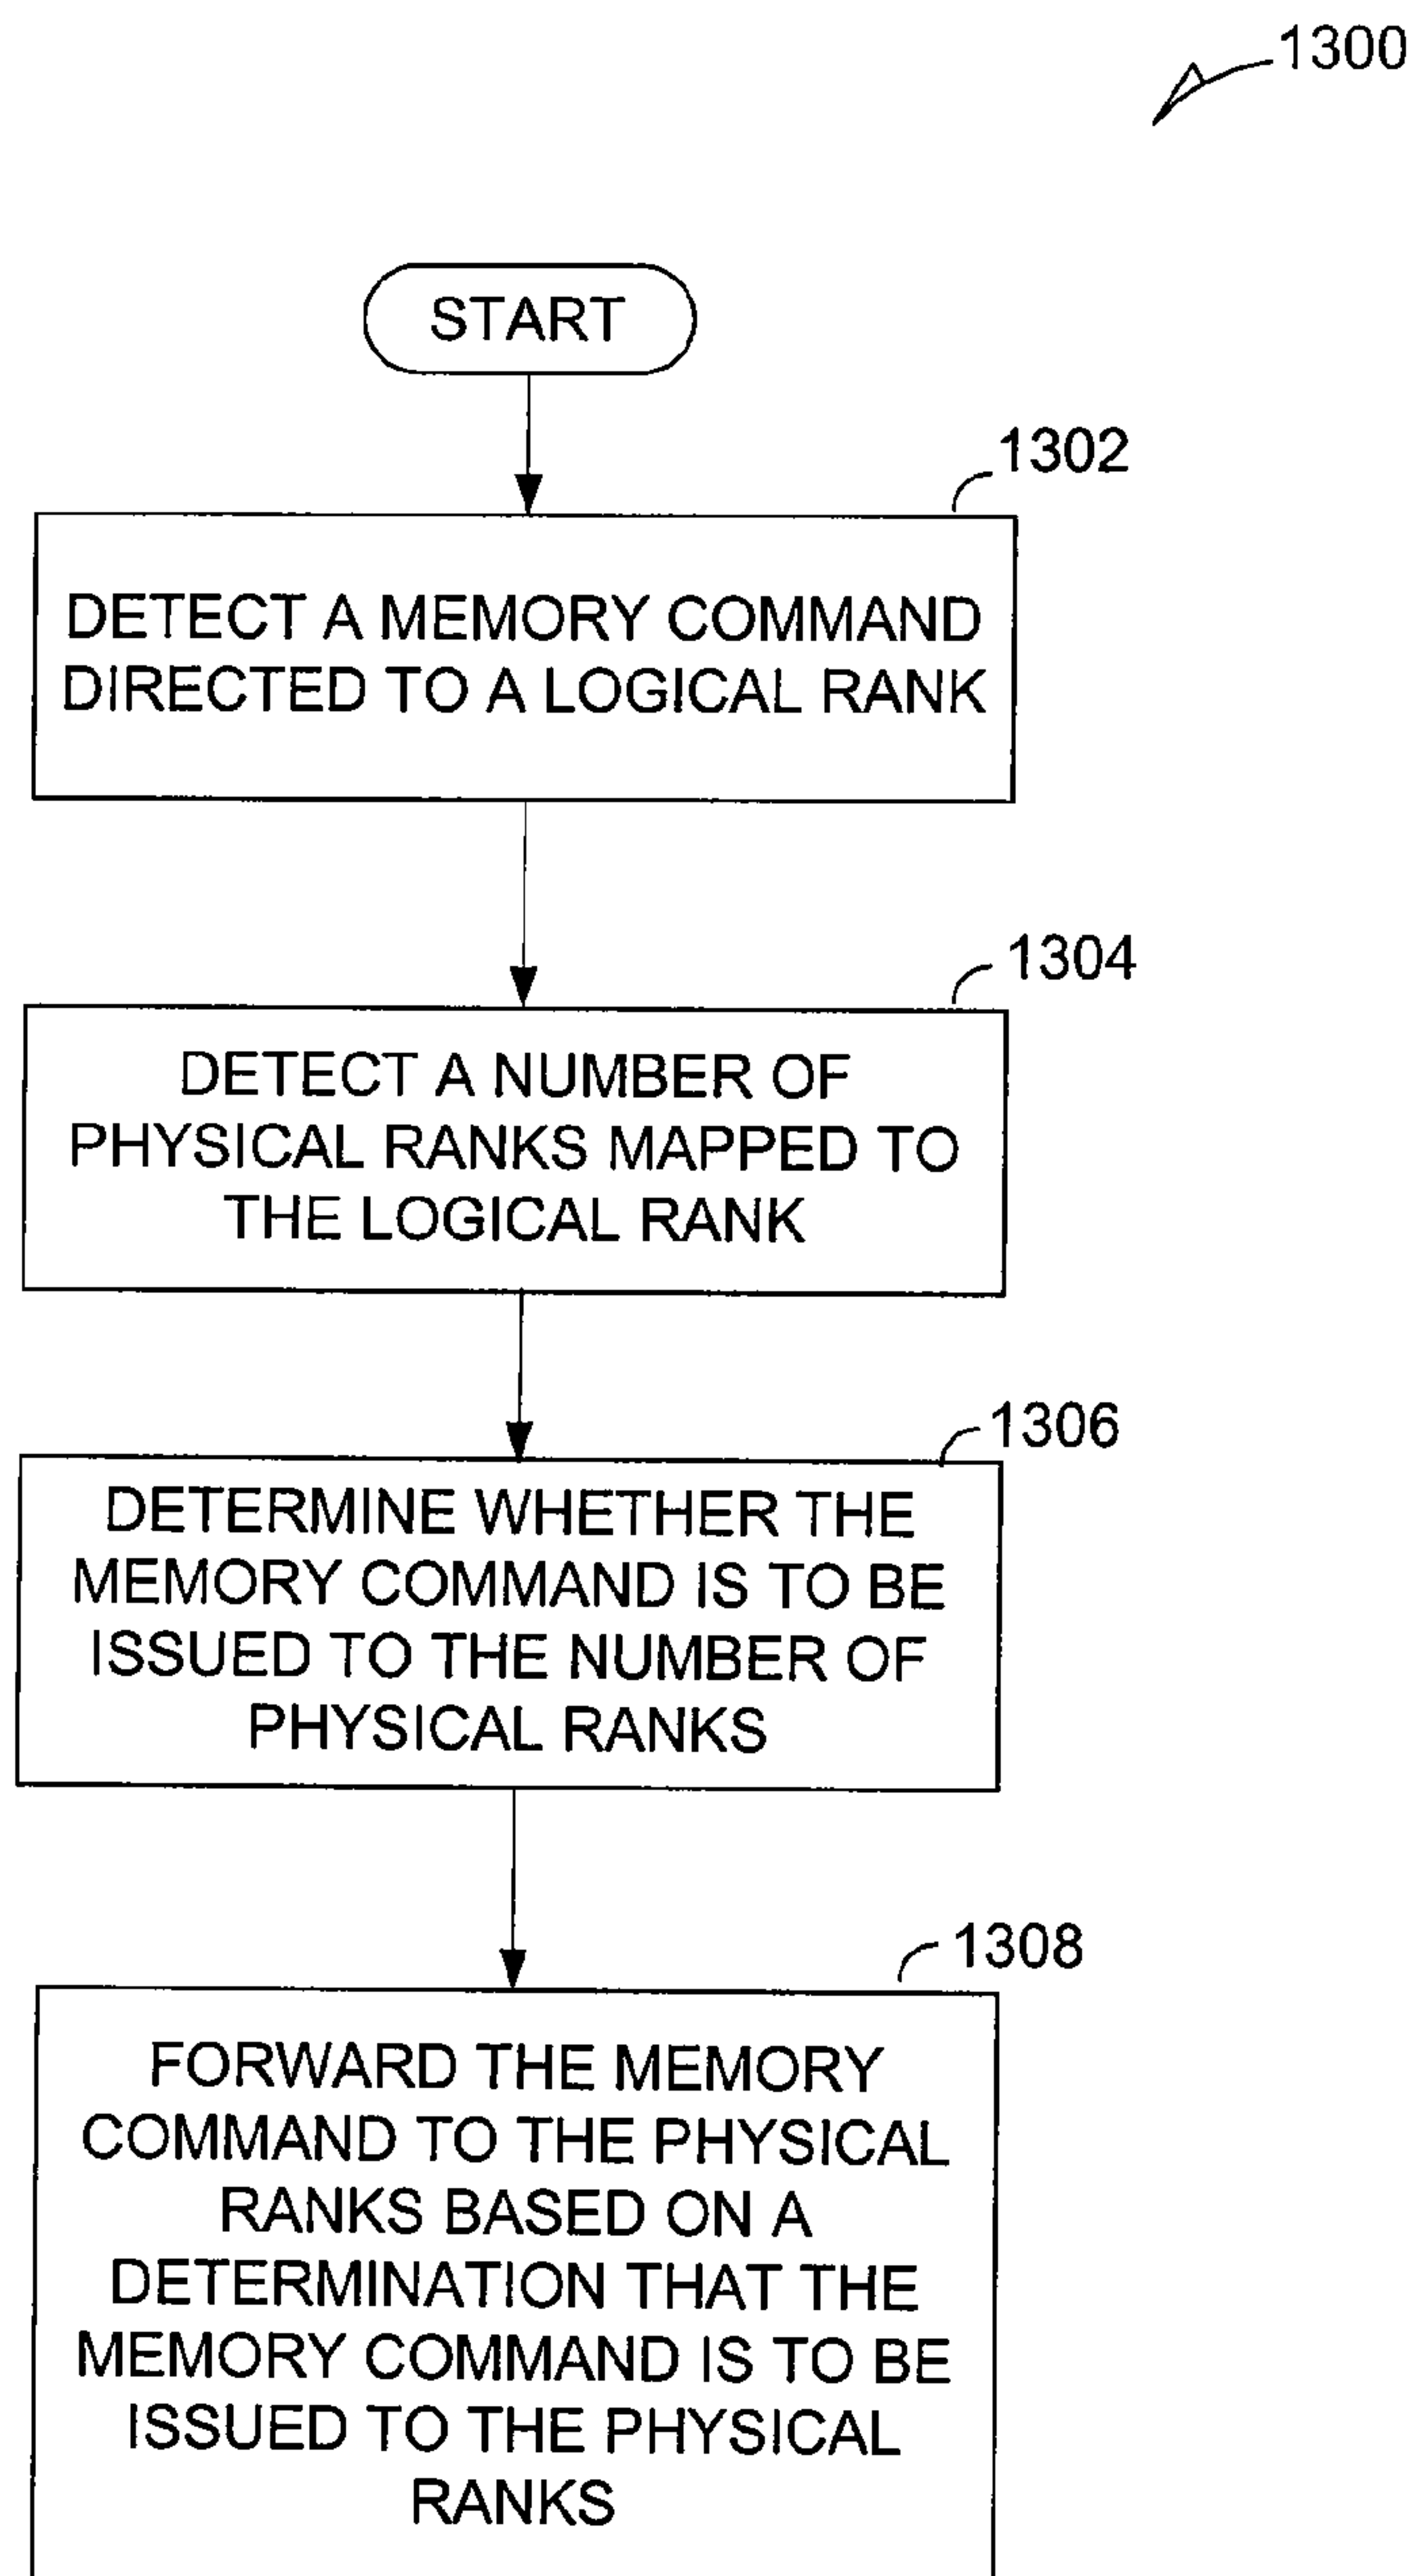 1300
START
1302
DETECT A MEMORY COMMAND
DIRECTED TO A LOGICAL RANK
1304
DETECT A NUMBER OF
PHYSICAL RANKS MAPPED TO
THE LOGICAL RANK
1306
DETERMINE WHETHER THE
MEMORY COMMAND IS TO BE
ISSUED TO THE NUMBER OF
PHYSICAL RANKS
1308
FORWARD THE MEMORY
COMMAND TO THE PHYSICAL
RANKS BASED ON A
DETERMINATION THAT THE
MEMORY COMMAND IS TO BE
ISSUED TO THE PHYSICAL
RANKS